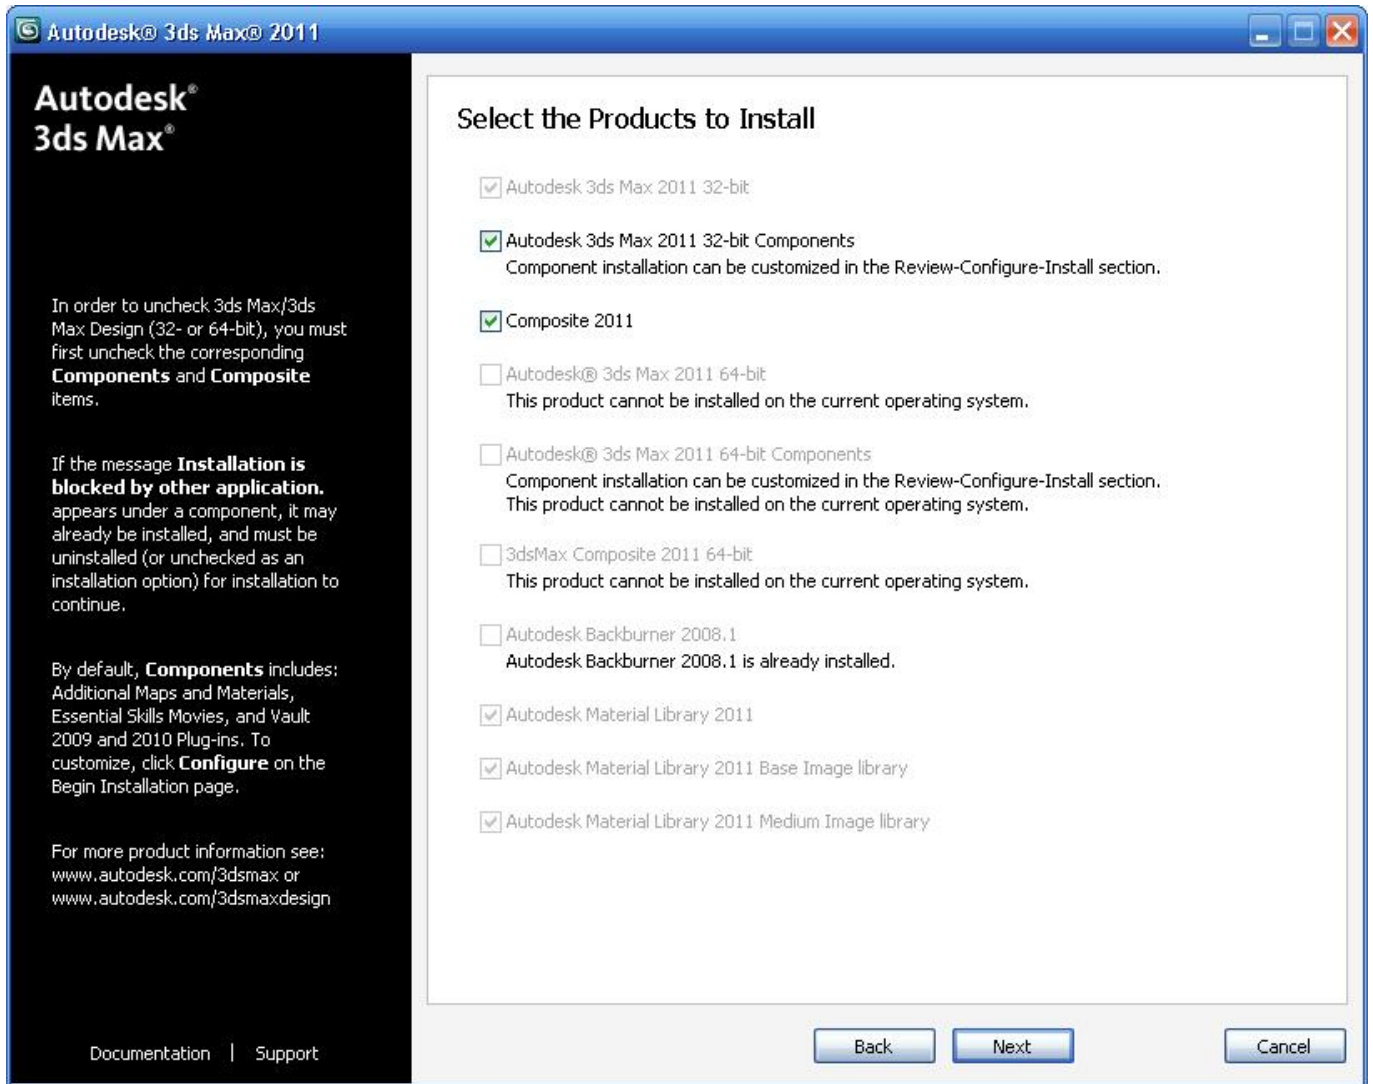 Autodesk® 3ds Max® 2011
Autodesk®
3ds Max®
In order to uncheck 3ds Max/3ds
Max Design (32- or 64-bit), you must
first uncheck the corresponding
Components and Composite
items.
If the message Installation is
blocked by other application.
appears under a component, it may
already be installed, and must be
uninstalled (or unchecked as an
installation option) for installation to
continue.
By default, Components includes:
Additional Maps and Materials,
Essential Skills Movies, and Vault
2009 and 2010 Plug-ins. To
customize, click Configure on the
Begin Installation page.
For more product information see:
www.autodesk.com/3dsmax or
www.autodesk.com/3dsmaxdesign
Documentation | Support
Select the Products to Install
Autodesk 3ds Max 2011 32-bit
Autodesk 3ds Max 2011 32-bit Components
Component installation can be customized in the Review-Configure-Install section.
Composite 2011
Autodesk® 3ds Max 2011 64-bit
This product cannot be installed on the current operating system.
Autodesk® 3ds Max 2011 64-bit Components
Component installation can be customized in the Review-Configure-Install section.
This product cannot be installed on the current operating system.
3dsMax Composite 2011 64-bit
This product cannot be installed on the current operating system.
Autodesk Backburner 2008.1
Autodesk Backburner 2008.1 is already installed.
Autodesk Material Library 2011
Autodesk Material Library 2011 Base Image library
Autodesk Material Library 2011 Medium Image library
Back
Next
Cancel